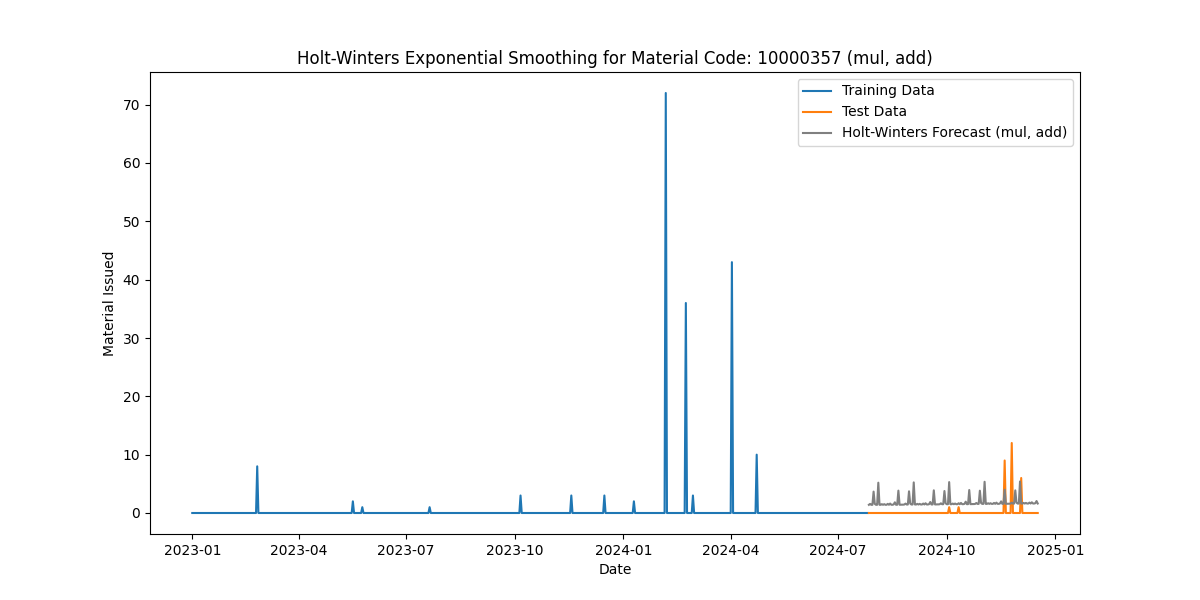 Holt-Winters Exponential Smoothing for Material Code: 10000357 (mul, add)
Training Data
Test Data
Holt-Winters Forecast (mul, add)
Material Issued
70
60
50
40
30
20
10
0
2023-01 2023-04 2023-07 2023-10 2024-01 2024-04 2024-07 2024-10 2025-01
Date